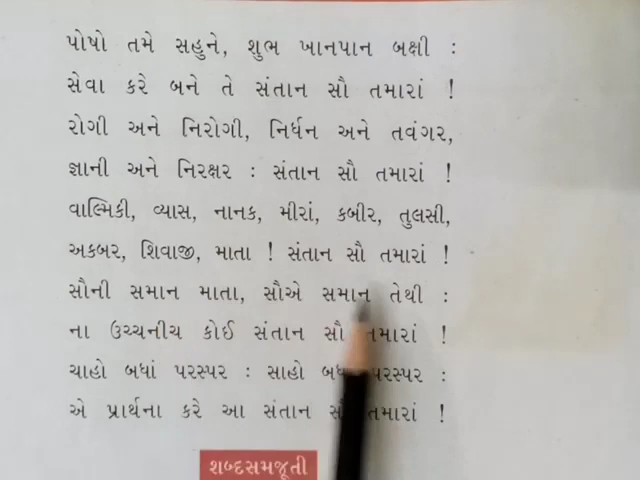 પોષો તમે સહુને, શુભ ખાનપાન બક્ષી :
સેવા કરે બને તે સંતાન સૌ તમારાં !
રોગી અને નિરોગી, નિર્ધન અને તવંગર,
જ્ઞાની અને નિરક્ષર : સંતાન સૌ તમારાં !
વાલ્મિકી, વ્યાસ, નાનક, મીરાં, કબીર, તુલસી,
અકબર, શિવાજી, માતા ! સંતાન સૌ તમારાં !
સૌની સમાન માતા, સૌએ સમાન તેથી :
ના ઉચ્ચનીચ કોઈ સંતાન સૌ તમારાં !
ચાહો બધાં પરસ્પર : સાહો બધાં પરસ્પર :
એ પ્રાર્થના કરે આ સંતાન સૌ તમારાં !
શબ્દસમજૂતી